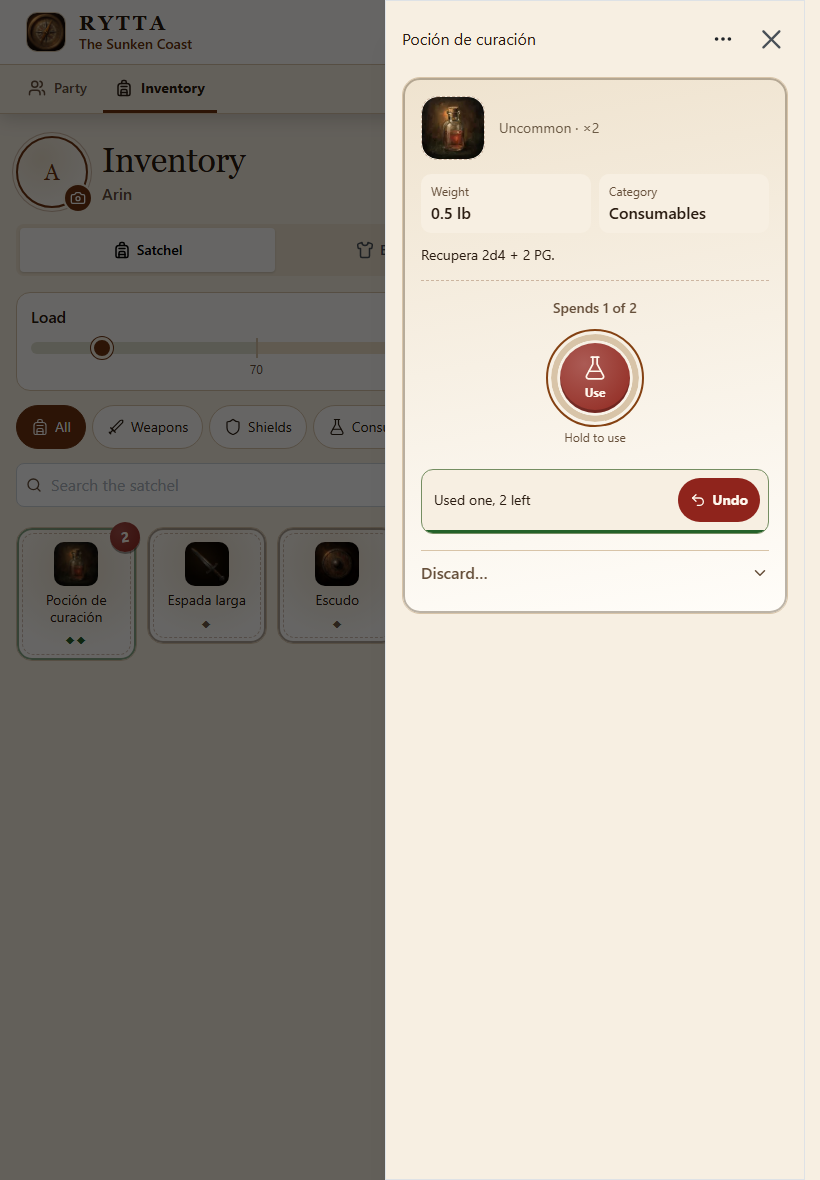 RYTTA
The Sunken Coast
Party
Inventory
A
Inventory
Arin
Satchel
E
Load
70
All
Weapons
Shields
Consu
Search the satchel
2
Poción de
curación
Espada larga
Escudo
Poción de curación
Uncommon · ×2
Weight
0.5 lb
Category
Consumables
Recupera 2d4 + 2 PG.
Spends 1 of 2
Use
Hold to use
Used one, 2 left
Undo
Discard...